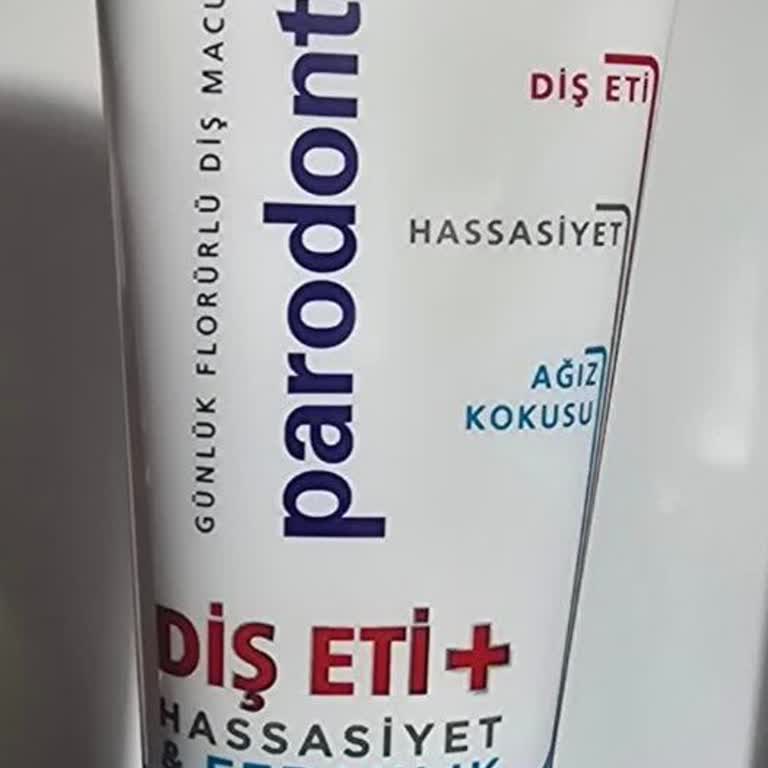 GÜNLÜK FLORÜRLÜ DİŞ MACU
parodont
DİŞ ETİ
HASSASİYET
AĞIZ
KOKUSU
DİŞ ETİ+
HASSASİYET
&